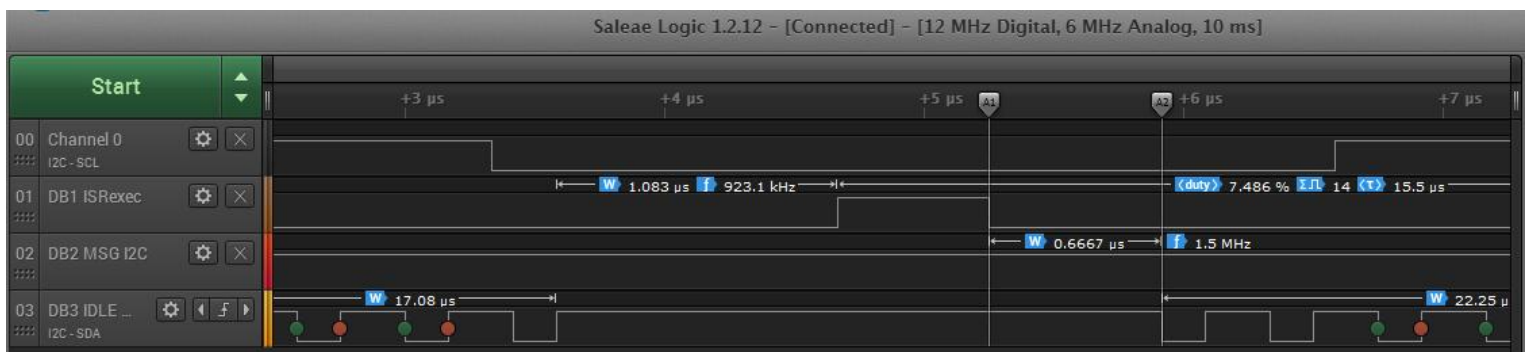 Saleae Logic 1.2.12 - [Connected] - [12 MHz Digital, 6 MHz Analog, 10 ms]
Start
+3 µs +4 µs +5 µs A1 A2 +6 µs +7 µs
00 Channel 0
I2C - SCL
W 1.083 µs f 923.1 kHz ⟨duty⟩ 7.486 % Σ 14 ⟨τ⟩ 15.5 µs
01 DB1 ISRexec
W 0.6667 µs f 1.5 MHz
02 DB2 MSG I2C
W 17.08 µs W 22.25 µ
03 DB3 IDLE ...
I2C - SDA